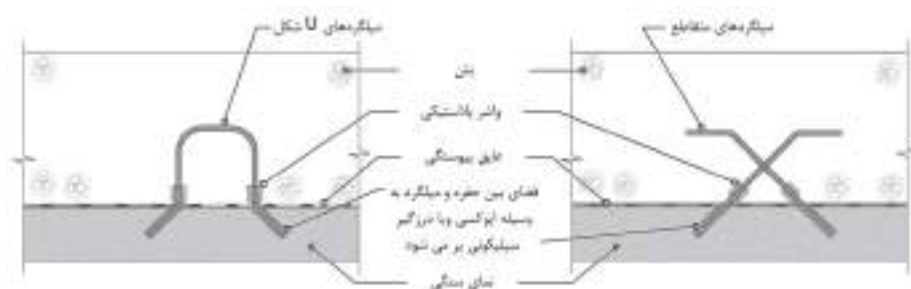 میلگردهای U شکل
میلگردهای متقاطع
بتن
واشر پلاستیکی
عایق پیوستگی
فضای بین حفره و میلگرد به
وسیله اپوکسی ویا درزگیر
سیلیکونی پر می شود
نمای سنگی